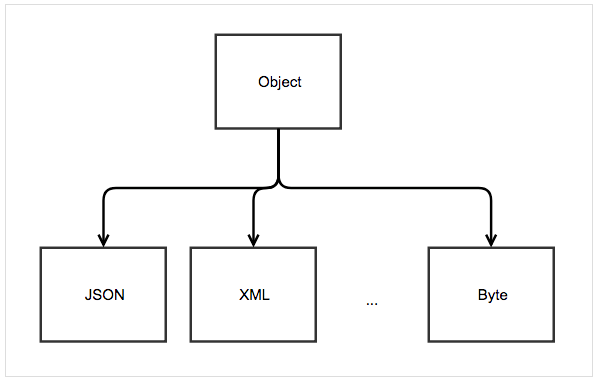 Object
JSON
XML
...
Byte